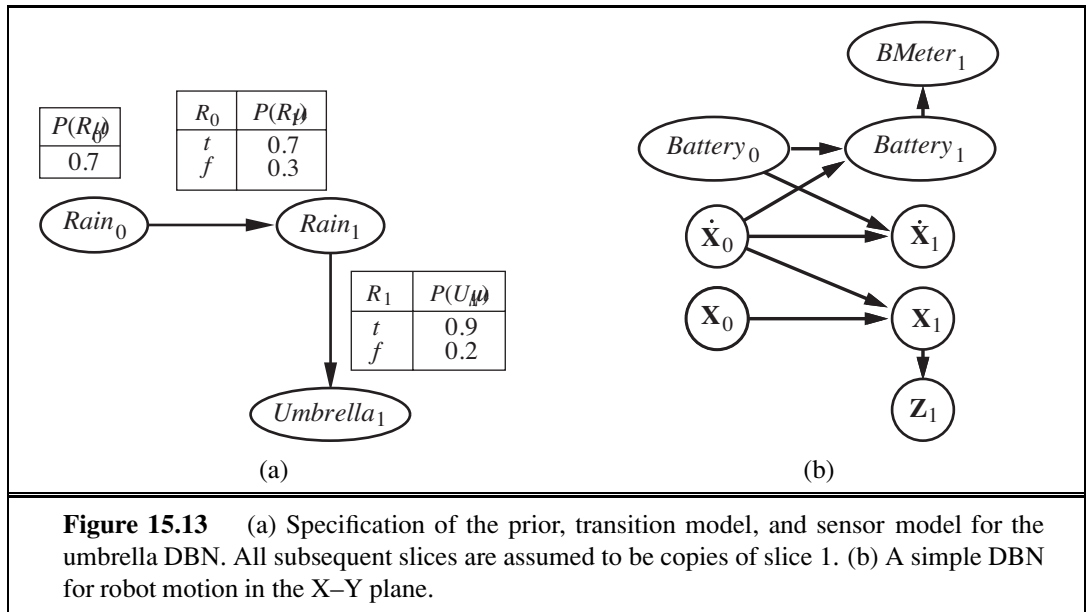 BMeter₁
P(R₀)
0.7
R₀ P(R₁)
t 0.7
f 0.3
Battery₀ Battery₁
Rain₀ Rain₁
Ẋ₀ Ẋ₁
R₁ P(U₁)
t 0.9
f 0.2
X₀ X₁
Umbrella₁
Z₁
(a) (b)
Figure 15.13 (a) Specification of the prior, transition model, and sensor model for the
umbrella DBN. All subsequent slices are assumed to be copies of slice 1. (b) A simple DBN
for robot motion in the X–Y plane.